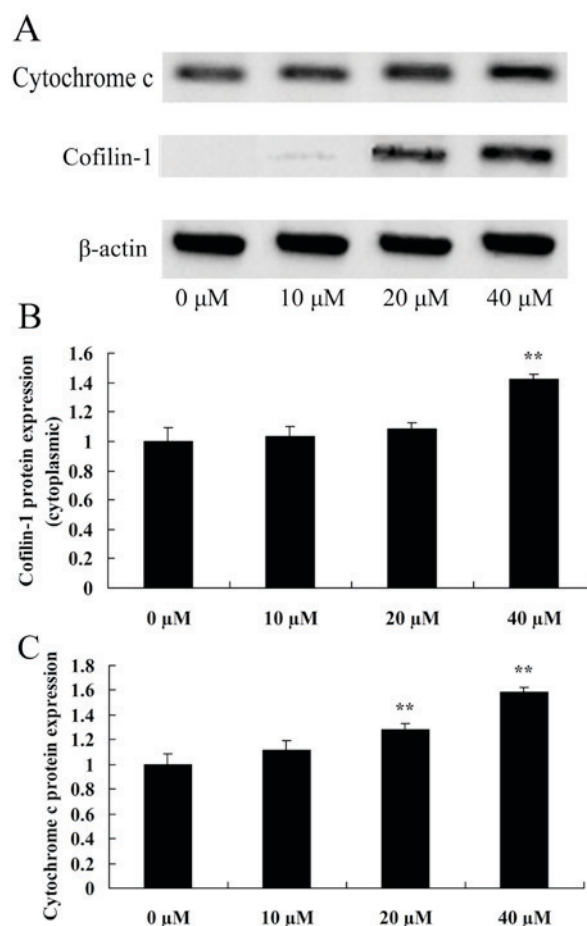 A
Cytochrome c
Cofilin-1
β-actin
0 μM 10 μM 20 μM 40 μM
B
Cofilin-1 protein expression
(cytoplasmic)
1.6
1.4
1.2
1
0.8
0.6
0.4
0.2
0
**
0 μM 10 μM 20 μM 40 μM
C
Cytochrome c protein expression
1.8
1.6
1.4
1.2
1
0.8
0.6
0.4
0.2
0
** **
0 μM 10 μM 20 μM 40 μM